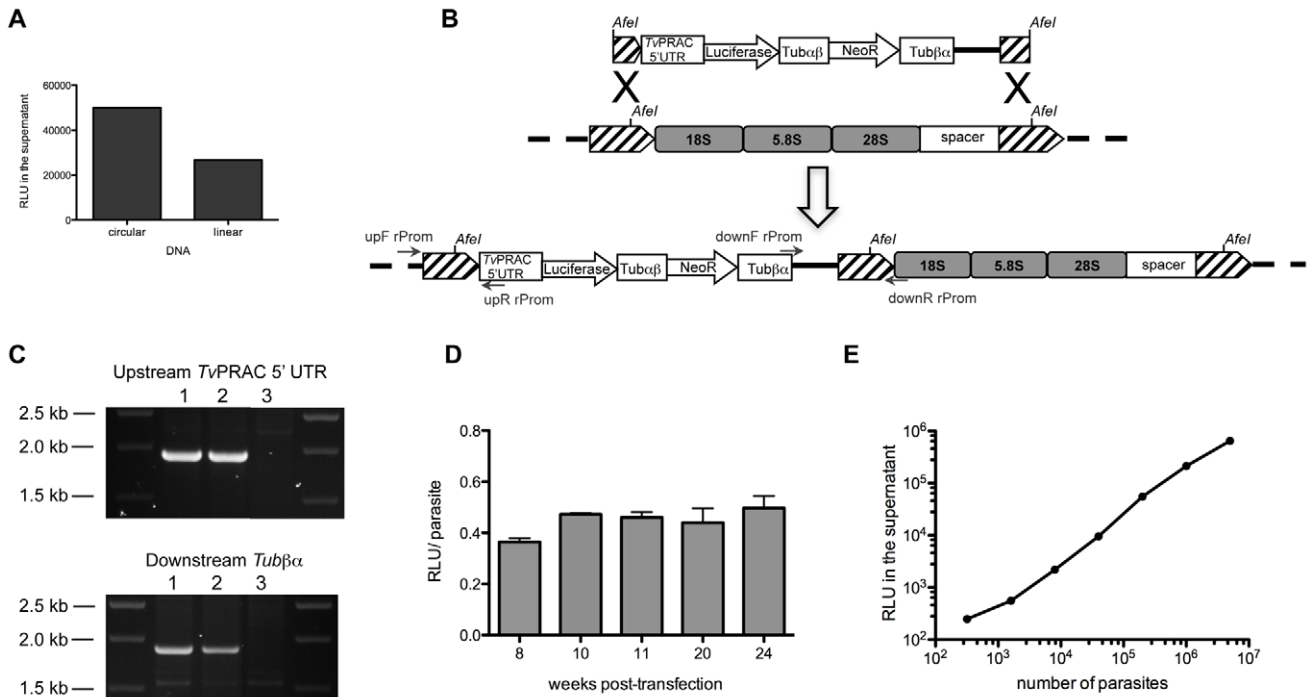 A
60000
40000
20000
0
RLU in the supernatant
circular
linear
DNA
B
AfeI
AfeI
TvPRAC
5'UTR
Luciferase
Tubαβ
NeoR
Tubβα
X
X
AfeI
AfeI
18S
5.8S
28S
spacer
upF rProm
AfeI
downF rProm
AfeI
AfeI
TvPRAC
5'UTR
Luciferase
Tubαβ
NeoR
Tubβα
18S
5.8S
28S
spacer
upR rProm
downR rProm
C
Upstream TvPRAC 5' UTR
1 2 3
2.5 kb
2.0 kb
1.5 kb
Downstream Tubβα
1 2 3
2.5 kb
2.0 kb
1.5 kb
D
0.8
0.6
0.4
0.2
0.0
RLU/ parasite
8 10 11 20 24
weeks post-transfection
E
10⁶
10⁵
10⁴
10³
10²
RLU in the supernatant
10² 10³ 10⁴ 10⁵ 10⁶ 10⁷
number of parasites